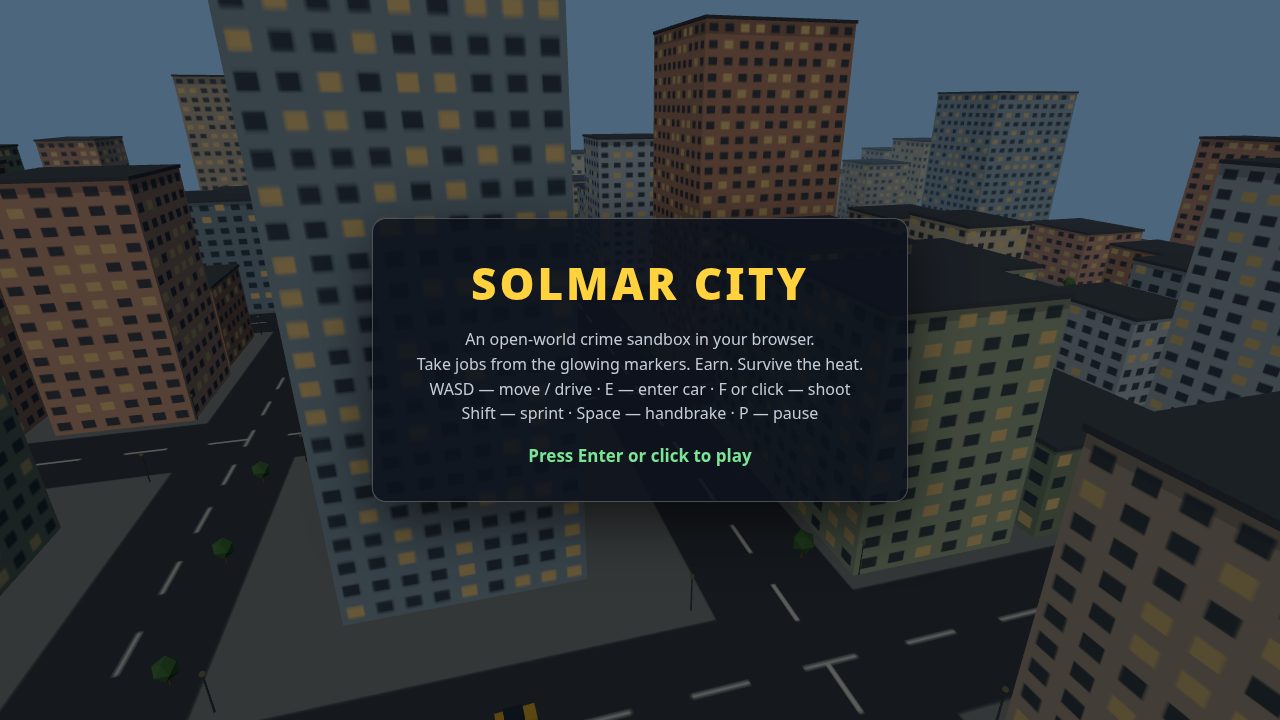 SOLMAR CITY
An open-world crime sandbox in your browser.
Take jobs from the glowing markers. Earn. Survive the heat.
WASD — move / drive · E — enter car · F or click — shoot
Shift — sprint · Space — handbrake · P — pause
Press Enter or click to play